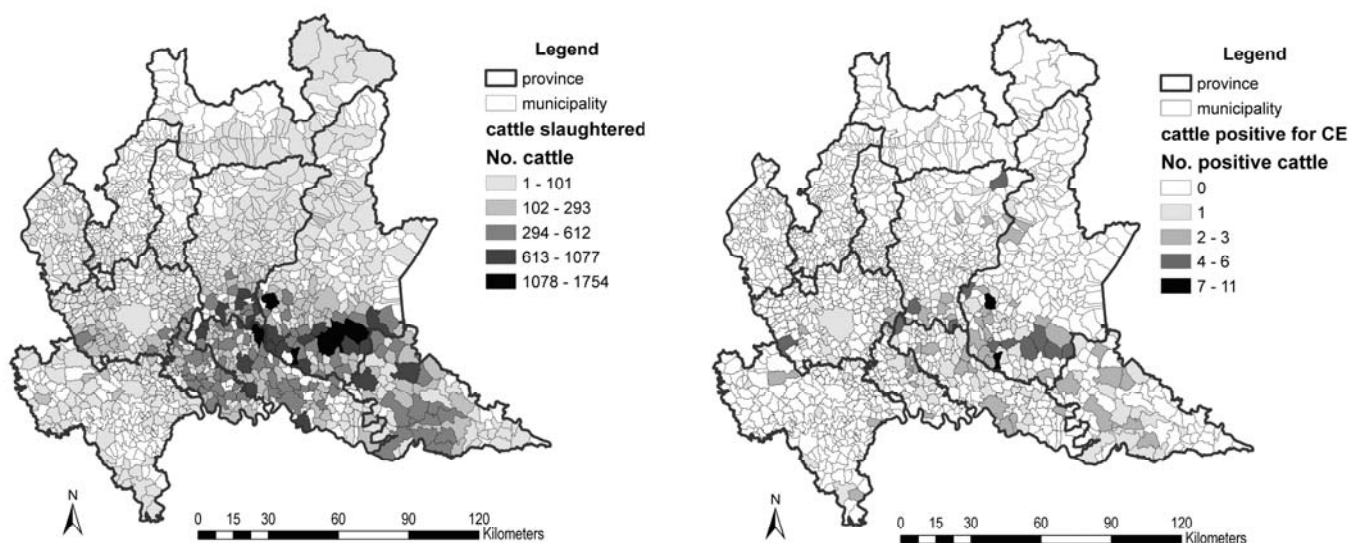 Legend
province
municipality
cattle slaughtered
No. cattle
1 - 101
102 - 293
294 - 612
613 - 1077
1078 - 1754
N
0 15 30 60 90 120
Kilometers
Legend
province
municipality
cattle positive for CE
No. positive cattle
0
1
2 - 3
4 - 6
7 - 11
N
0 15 30 60 90 120
Kilometers